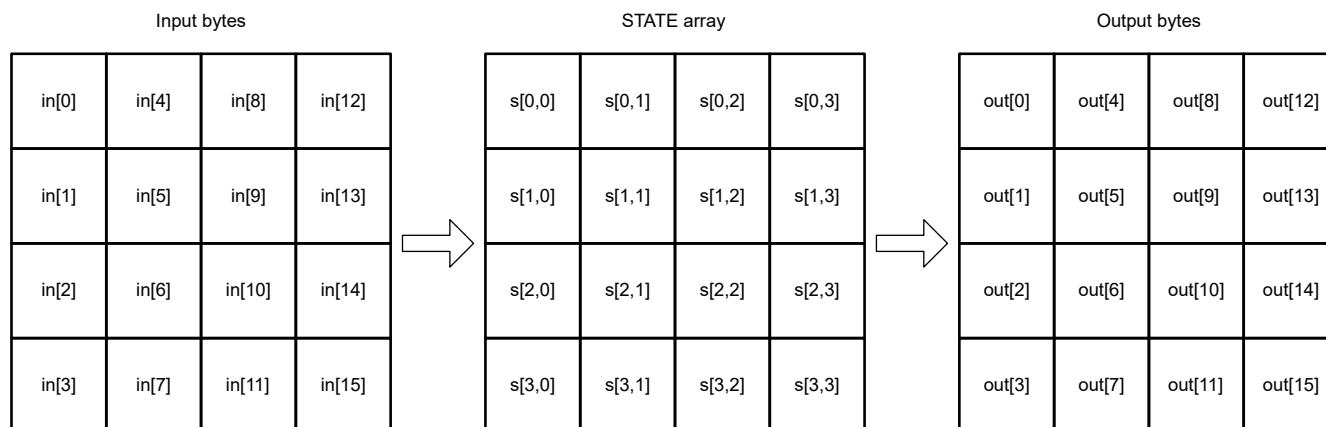 Input bytes STATE array Output bytes
in[0] in[4] in[8] in[12] s[0,0] s[0,1] s[0,2] s[0,3] out[0] out[4] out[8] out[12]
in[1] in[5] in[9] in[13] s[1,0] s[1,1] s[1,2] s[1,3] out[1] out[5] out[9] out[13]
in[2] in[6] in[10] in[14] s[2,0] s[2,1] s[2,2] s[2,3] out[2] out[6] out[10] out[14]
in[3] in[7] in[11] in[15] s[3,0] s[3,1] s[3,2] s[3,3] out[3] out[7] out[11] out[15]